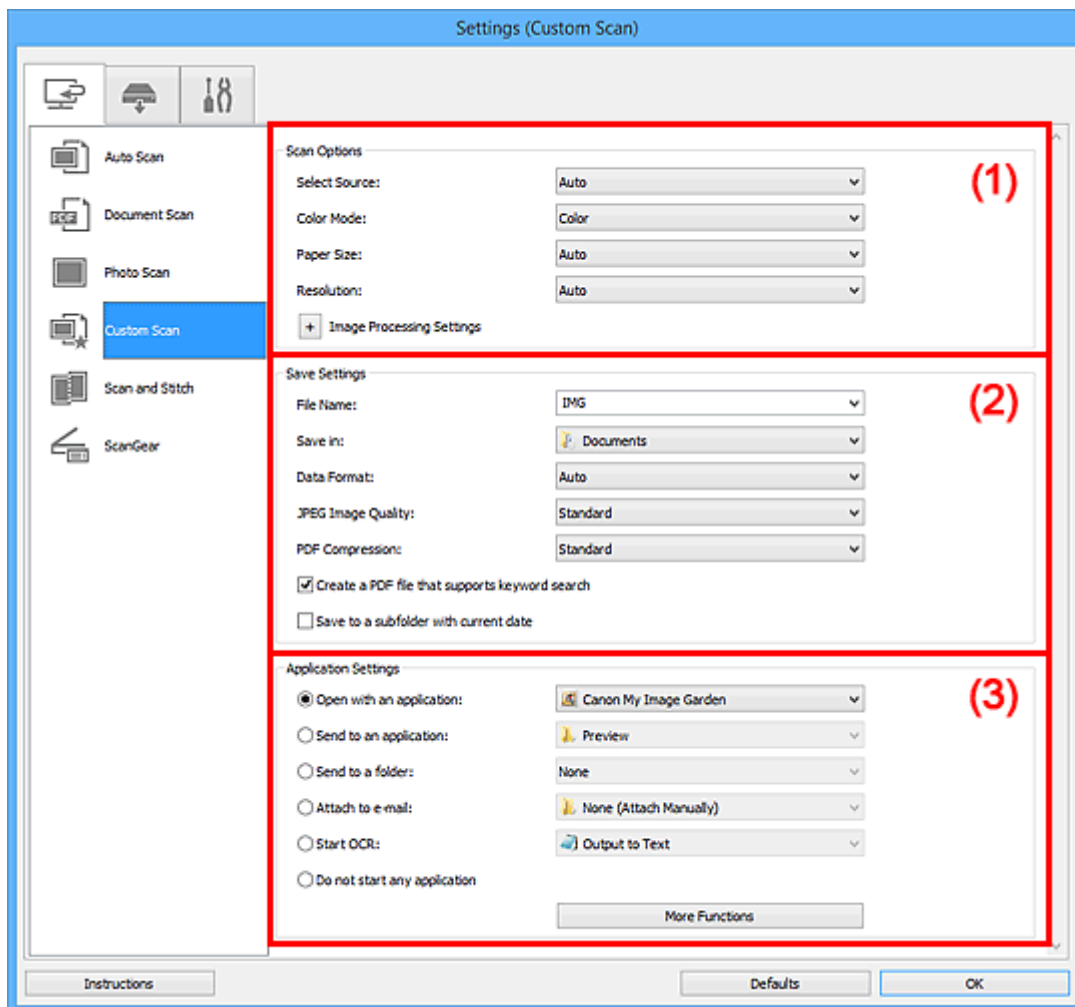 Settings (Custom Scan)
Auto Scan
PDF
Document Scan
Photo Scan
Custom Scan
Scan and Stitch
ScanGear
Scan Options
(1)
Select Source: Auto
Color Mode: Color
Paper Size: Auto
Resolution: Auto
+ Image Processing Settings
Save Settings
(2)
File Name: IMG
Save in: Documents
Data Format: Auto
JPEG Image Quality: Standard
PDF Compression: Standard
Create a PDF file that supports keyword search
Save to a subfolder with current date
Application Settings
(3)
Open with an application: Canon My Image Garden
Send to an application: Preview
Send to a folder: None
Attach to e-mail: None (Attach Manually)
Start OCR: Output to Text
Do not start any application
More Functions
Instructions Defaults OK